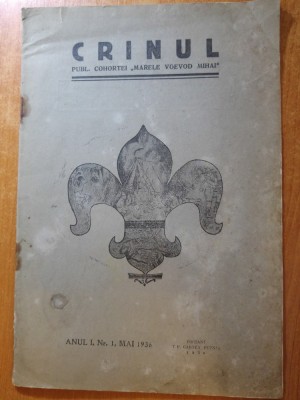 CRINUL
PUBL. COHORTEI „MARELE VOEVOD MIHAI"
ANUL I. No. 1, MAI 1936